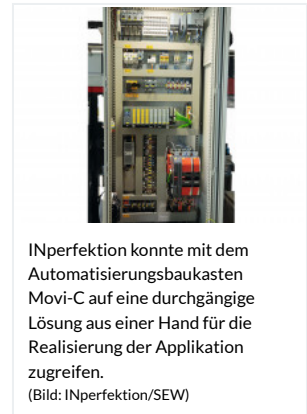 INperfektion konnte mit dem
Automatisierungsbaukasten
Movi-C auf eine durchgängige
Lösung aus einer Hand für die
Realisierung der Applikation
zugreifen.
(Bild: INperfektion/SEW)